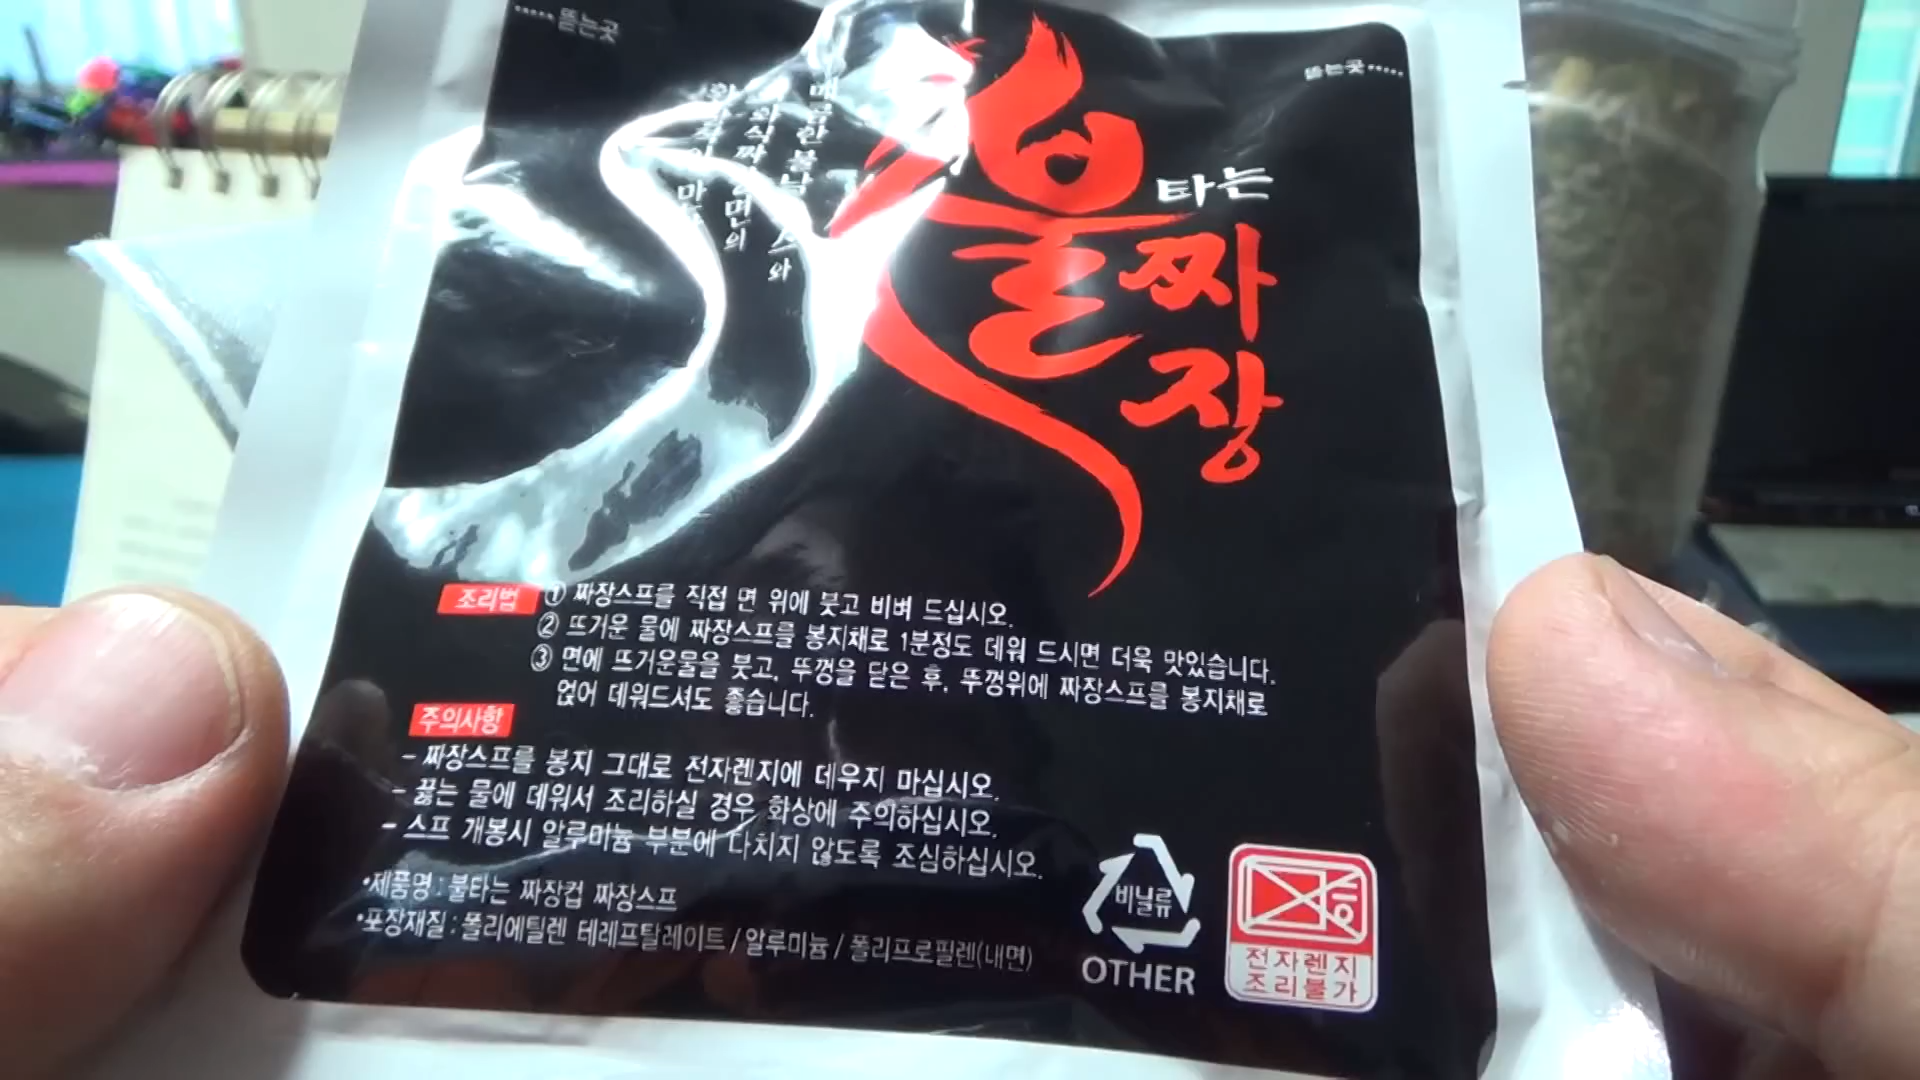 뜯는곳
뜯는곳
불타는
짜장
조리법 ① 짜장스프를 직접 면 위에 붓고 비벼 드십시오.
② 뜨거운 물에 짜장스프를 봉지채로 1분정도 데워 드시면 더욱 맛있습니다.
③ 면에 뜨거운물을 붓고, 뚜껑을 닫은 후, 뚜껑위에 짜장스프를 봉지채로
얹어 데워드셔도 좋습니다.
주의사항
- 짜장스프를 봉지 그대로 전자렌지에 데우지 마십시오.
- 끓는 물에 데워서 조리하실 경우 화상에 주의하십시오.
- 스프 개봉시 알루미늄 부분에 다치지 않도록 조심하십시오.
•제품명 : 불타는 짜장컵 짜장스프
•포장재질 : 폴리에틸렌 테레프탈레이트 / 알루미늄 / 폴리프로필렌(내면)
비닐류
OTHER
전자렌지
조리불가